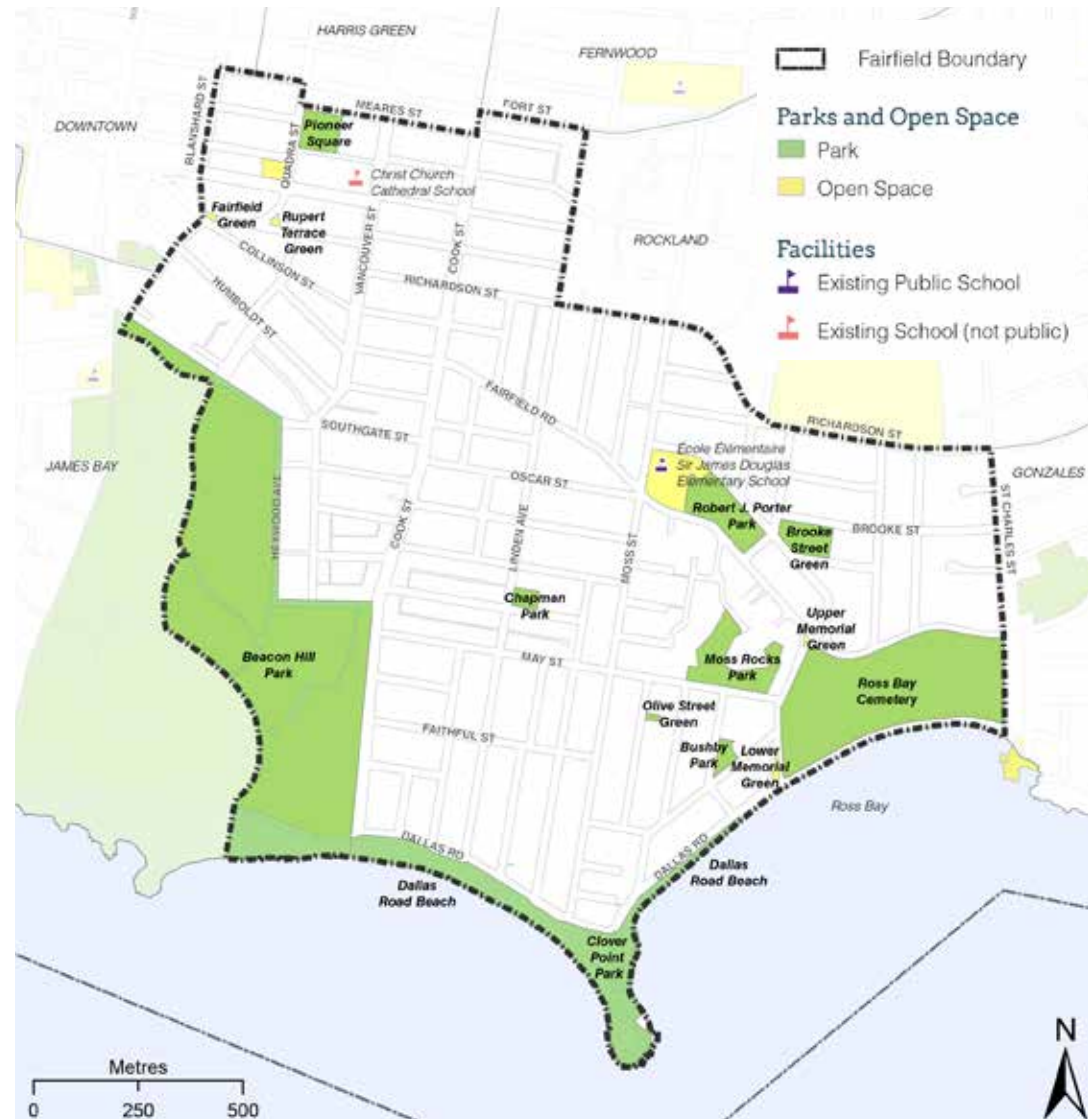 HARRIS GREEN
FERNWOOD
DOWNTOWN
BLANSHARD ST
MEARES ST
FORT ST
Pioneer
Square
QUADRA ST
Christ Church
Cathedral School
Fairfield
Green
Rupert
Terrace
Green
VANCOUVER ST
COOK ST
ROCKLAND
COLLINSON ST
HUMBOLDT ST
RICHARDSON ST
Fairfield Boundary
Parks and Open Space
Park
Open Space
Facilities
Existing Public School
Existing School (not public)
FAIRFIELD RD
RICHARDSON ST
SOUTHGATE ST
JAMES BAY
OSCAR ST
École Élémentaire
Sir James Douglas
Elementary School
GONZALES
HEYWOOD AVE
COOK ST
LINDEN AVE
MOSS ST
Robert J. Porter
Park
BROOKE ST
Brooke
Street
Green
ST CHARLES ST
Chapman
Park
Upper
Memorial
Green
Beacon Hill
Park
MAY ST
Moss Rocks
Park
Ross Bay
Cemetery
Olive Street
Green
FAITHFUL ST
Bushby
Park
Lower
Memorial
Green
Ross Bay
DALLAS RD
DALLAS RD
Dallas
Road Beach
Dallas
Road Beach
Clover
Point
Park
Metres
0 250 500
N